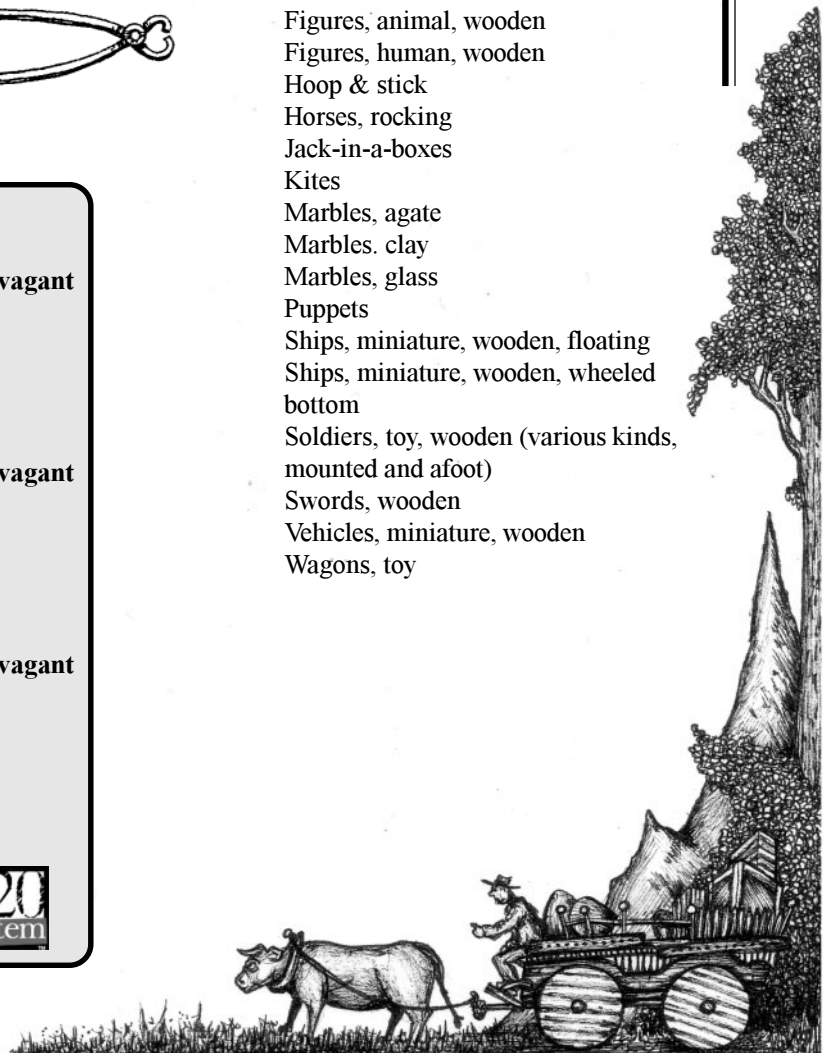 Figures, animal, wooden
Figures, human, wooden
Hoop & stick
Horses, rocking
Jack-in-a-boxes
Kites
Marbles, agate
Marbles. clay
Marbles, glass
Puppets
Ships, miniature, wooden, floating
Ships, miniature, wooden, wheeled
bottom
Soldiers, toy, wooden (various kinds,
mounted and afoot)
Swords, wooden
Vehicles, miniature, wooden
Wagons, toy
vagant
vagant
vagant
20
tem